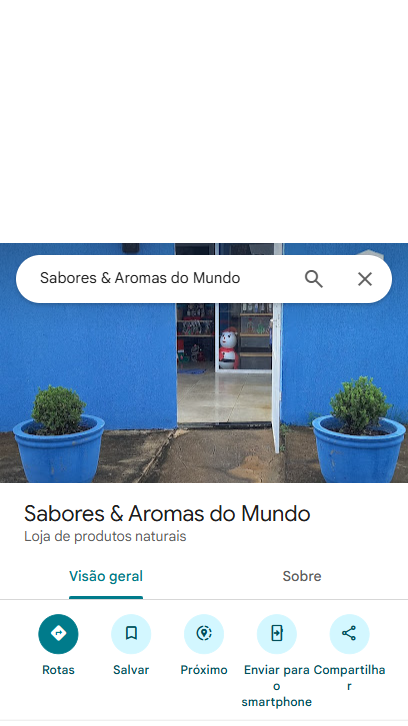 Sabores & Aromas do Mundo
Sabores & Aromas do Mundo
Loja de produtos naturais
Visão geral
Sobre
Rotas
Salvar
Próximo
Enviar para
o
smartphone
Compartilha
r